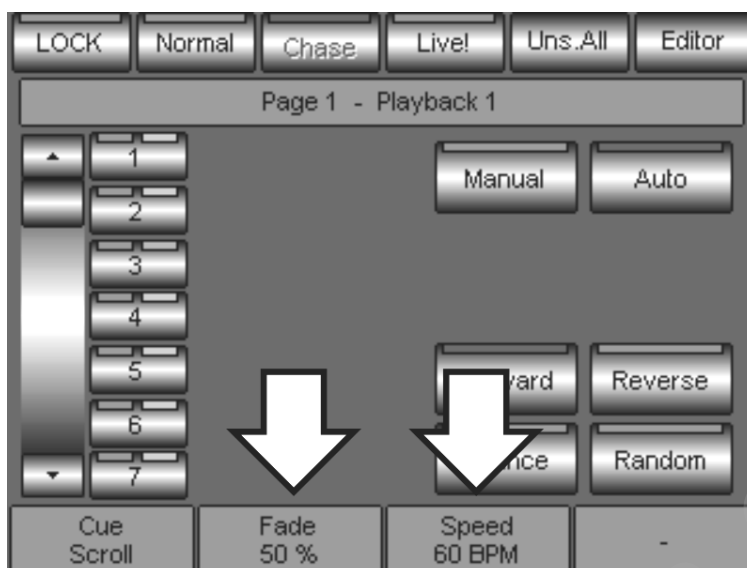 LOCK Normal Chase Live! Uns.All Editor
Page 1 - Playback 1
1
Manual Auto
2
3
4
5
Reverse
6
Random
7
Cue Fade Speed -
Scroll 50 % 60 BPM